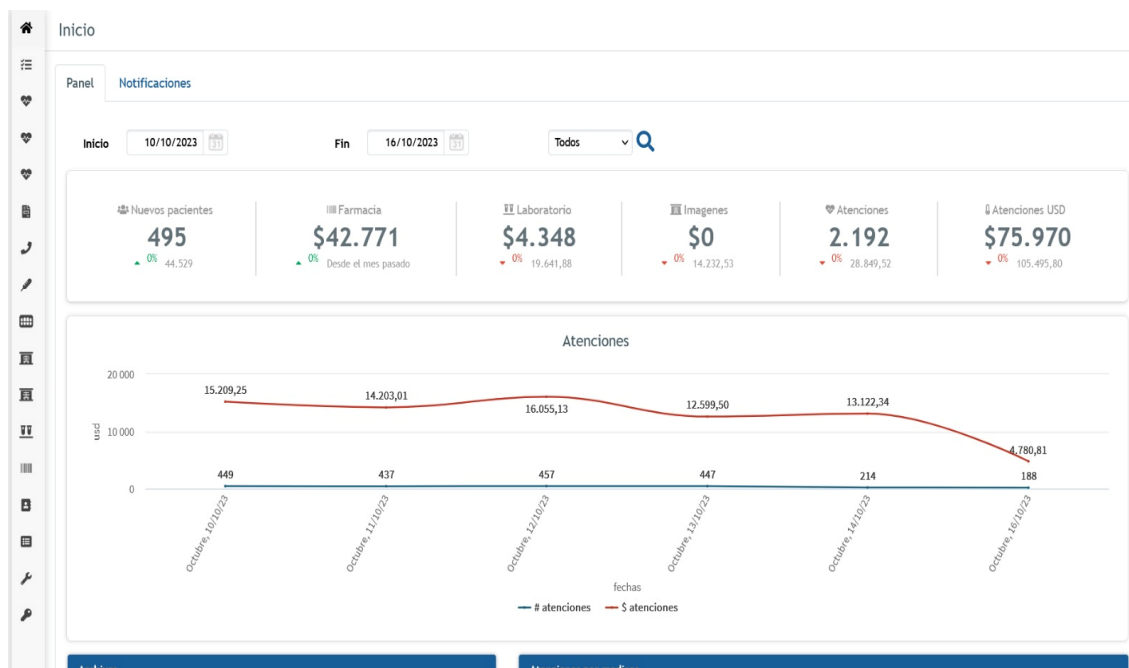 Inicio
Panel Notificaciones
Inicio 10/10/2023 31 Fin 16/10/2023 31 Todos
Nuevos pacientes Farmacia Laboratorio Imagenes Atenciones Atenciones USD
495 $42.771 $4.348 $0 2.192 $75.970
0% 44.529 0% Desde el mes pasado 0% 19.641,88 0% 14.232,53 0% 28.849,52 0% 105.495,80
Atenciones
20 000
15.209,25 14.203,01 16.055,13 12.599,50 13.122,34 4.780,81
usd
10 000
449 437 457 447 214 188
0
Octubre, 10/10/23 Octubre, 11/10/23 Octubre, 12/10/23 Octubre, 13/10/23 Octubre, 14/10/23 Octubre, 16/10/23
fechas
# atenciones $ atenciones